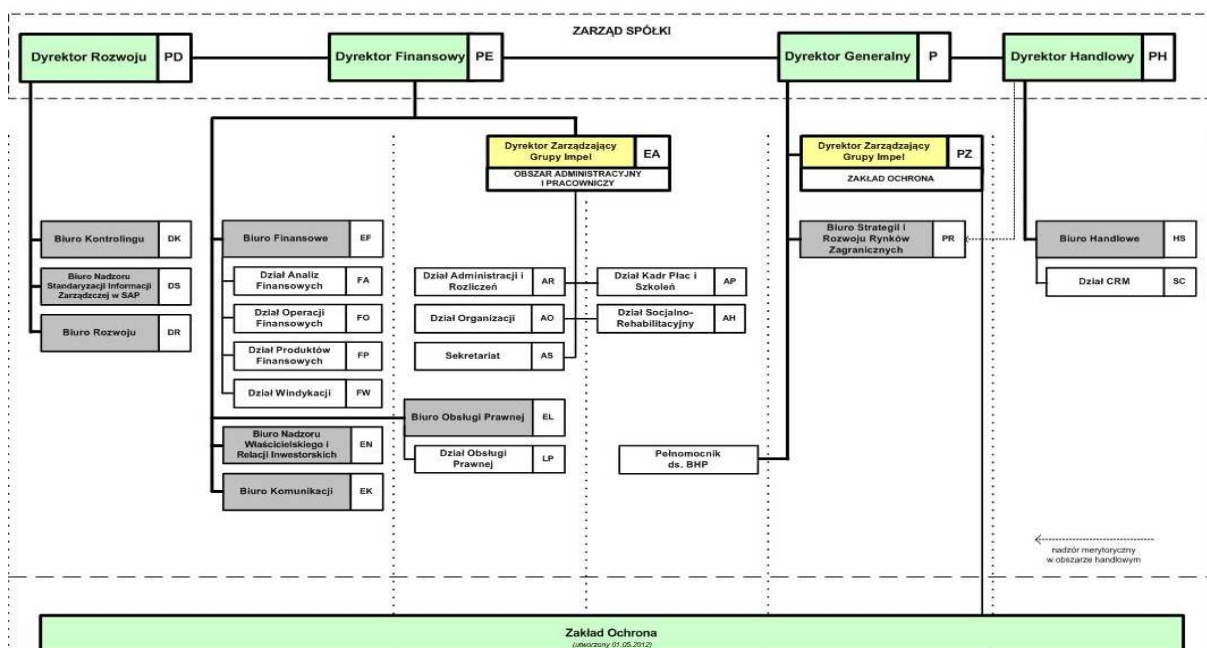 ZARZĄD SPÓŁKI
Dyrektor Rozwoju
PD
Dyrektor Finansowy
PE
Dyrektor Generalny
P
Dyrektor Handlowy
PH
Dyrektor Zarządzający
Grupy Impel
EA
OBSZAR ADMINISTRACYJNY
I PRACOWNICZY
Dyrektor Zarządzający
Grupy Impel
PZ
ZAKŁAD OCHRONA
Biuro Kontrolingu
DK
Biuro Nadzoru
Standaryzacji Informacji
Zarządzczej w SAP
DS
Biuro Rozwoju
DR
Biuro Finansowe
EF
Dział Analiz
Finansowych
FA
Dział Operacji
Finansowych
FO
Dział Produktów
Finansowych
FP
Dział Windykacji
FW
Biuro Nadzoru
Właścicielskiego i
Relacji Inwestorskich
EN
Biuro Komunikacji
EK
Dział Administracji i
Rozliczeń
AR
Dział Organizacji
AO
Sekretariat
AS
Biuro Obsługi Prawnej
EL
Dział Obsługi
Prawnej
LP
Dział Kadr Płac i
Szkoleń
AP
Dział Socjalno-
Rehabilitacyjny
AH
Pełnomocnik
ds. BHP
Biuro Strategii i
Rozwoju Rynków
Zagranicznych
PR
Biuro Handlowe
HS
Dział CRM
SC
nadzór merytoryczny
w obszarze handlowym
Zakład Ochrona
(utworzony 01.05.2012)